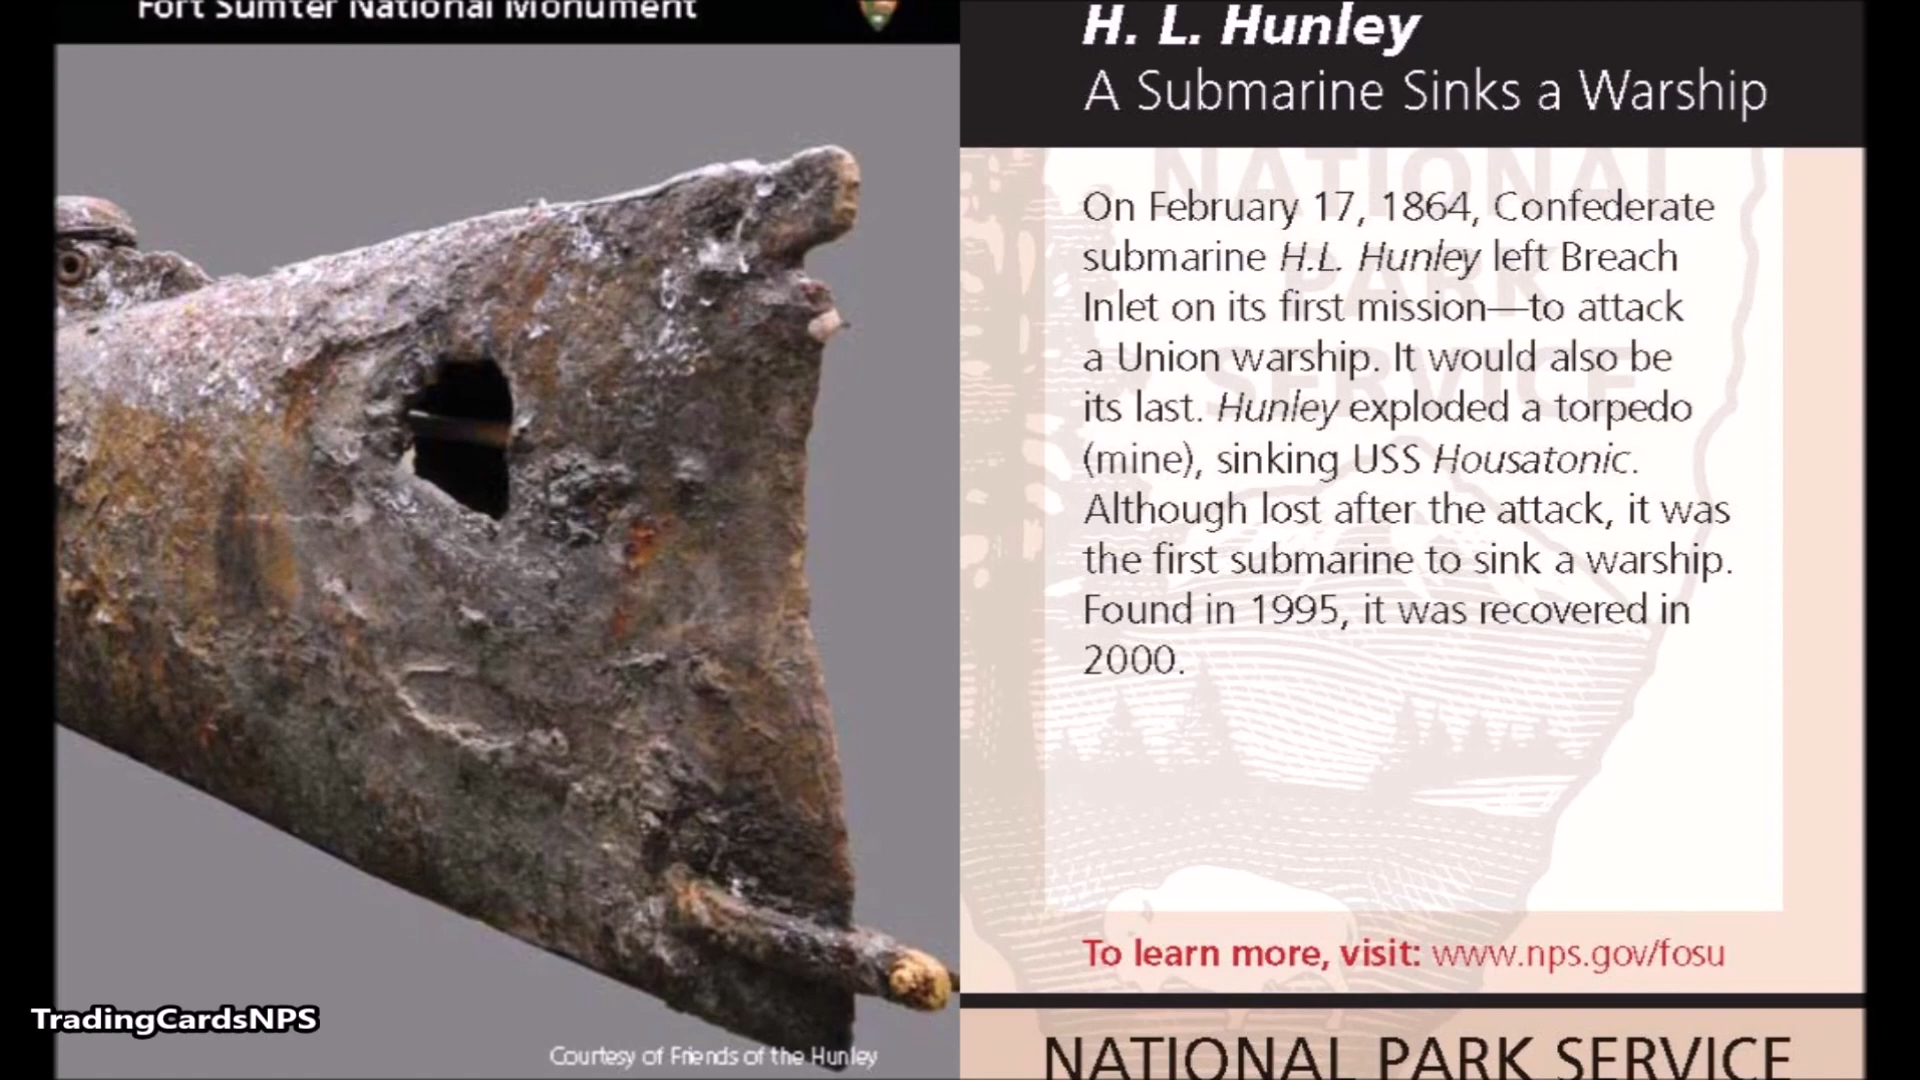 Fort Sumter National Monument
TradingCardsNPS
Courtesy of Friends of the Hunley
H. L. Hunley
A Submarine Sinks a Warship
NATIONAL
PARK
SERVICE
On February 17, 1864, Confederate
submarine H.L. Hunley left Breach
Inlet on its first mission—to attack
a Union warship. It would also be
its last. Hunley exploded a torpedo
(mine), sinking USS Housatonic.
Although lost after the attack, it was
the first submarine to sink a warship.
Found in 1995, it was recovered in
2000.
To learn more, visit: www.nps.gov/fosu
NATIONAL PARK SERVICE